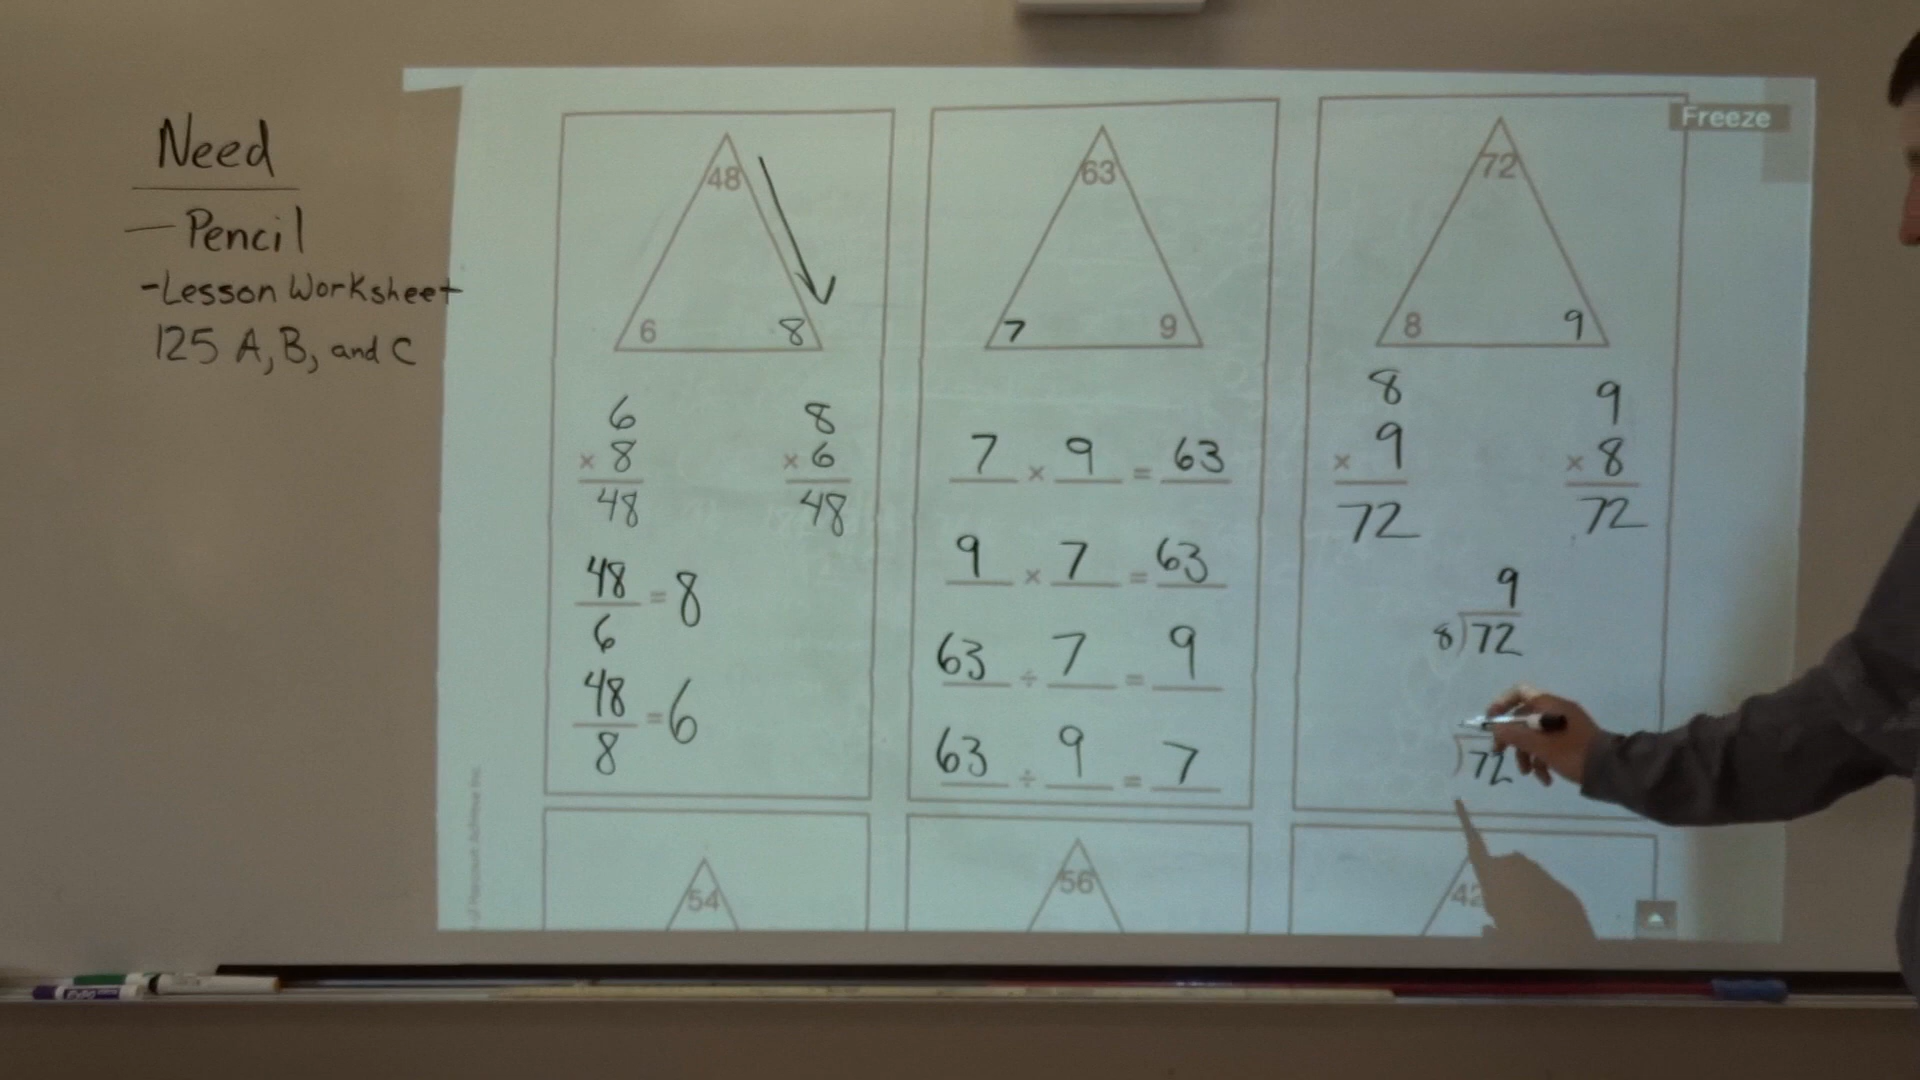 Need
- Pencil
- Lesson Worksheet
125 A, B, and C
Freeze
48
6 8
6
× 8
48
8
× 6
48
48
6 = 8
48
8 = 6
63
7 9
7 × 9 = 63
9 × 7 = 63
63 ÷ 7 = 9
63 ÷ 9 = 7
72
8 9
8
× 9
72
9
× 8
72
9
8)72
)72
54
56
42
EXPO